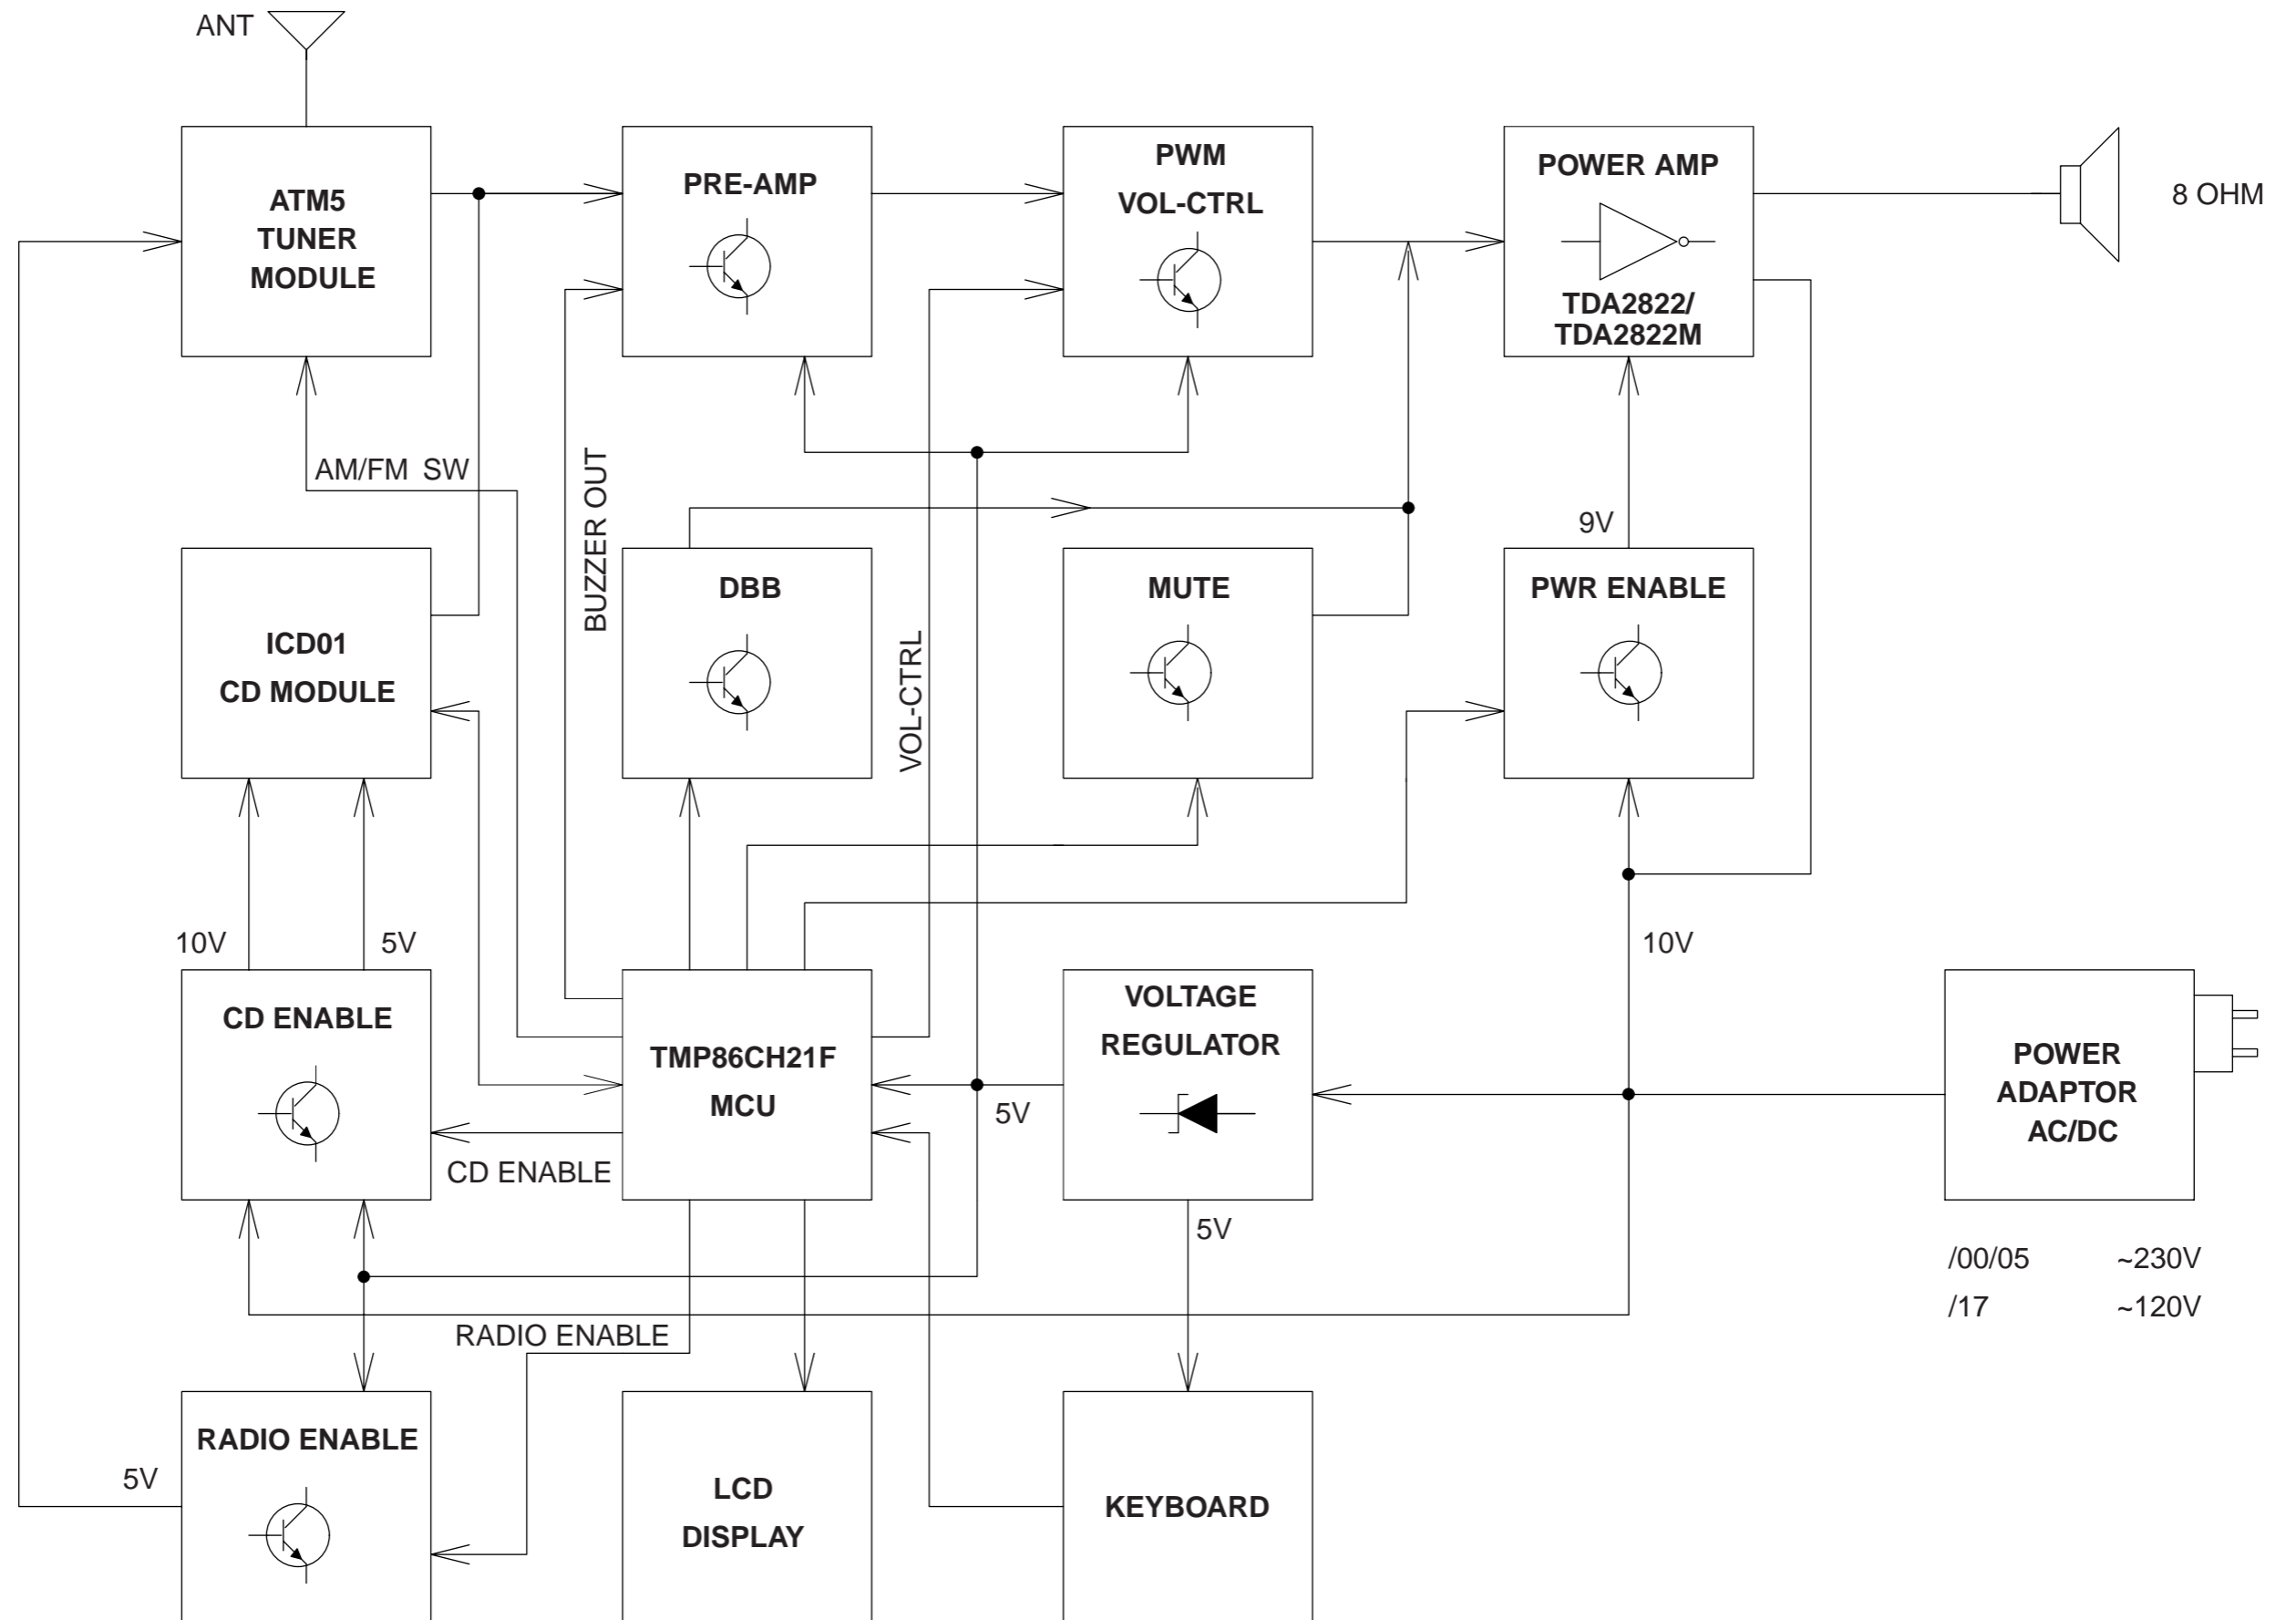 ANT
ATM5
TUNER
MODULE
PRE-AMP
PWM
VOL-CTRL
POWER AMP
TDA2822/
TDA2822M
8 OHM
AM/FM SW
BUZZER OUT
VOL-CTRL
9V
ICD01
CD MODULE
DBB
MUTE
PWR ENABLE
10V
5V
10V
CD ENABLE
TMP86CH21F
MCU
VOLTAGE
REGULATOR
5V
POWER
ADAPTOR
AC/DC
CD ENABLE
5V
/00/05 ~230V
/17 ~120V
RADIO ENABLE
RADIO ENABLE
5V
LCD
DISPLAY
KEYBOARD